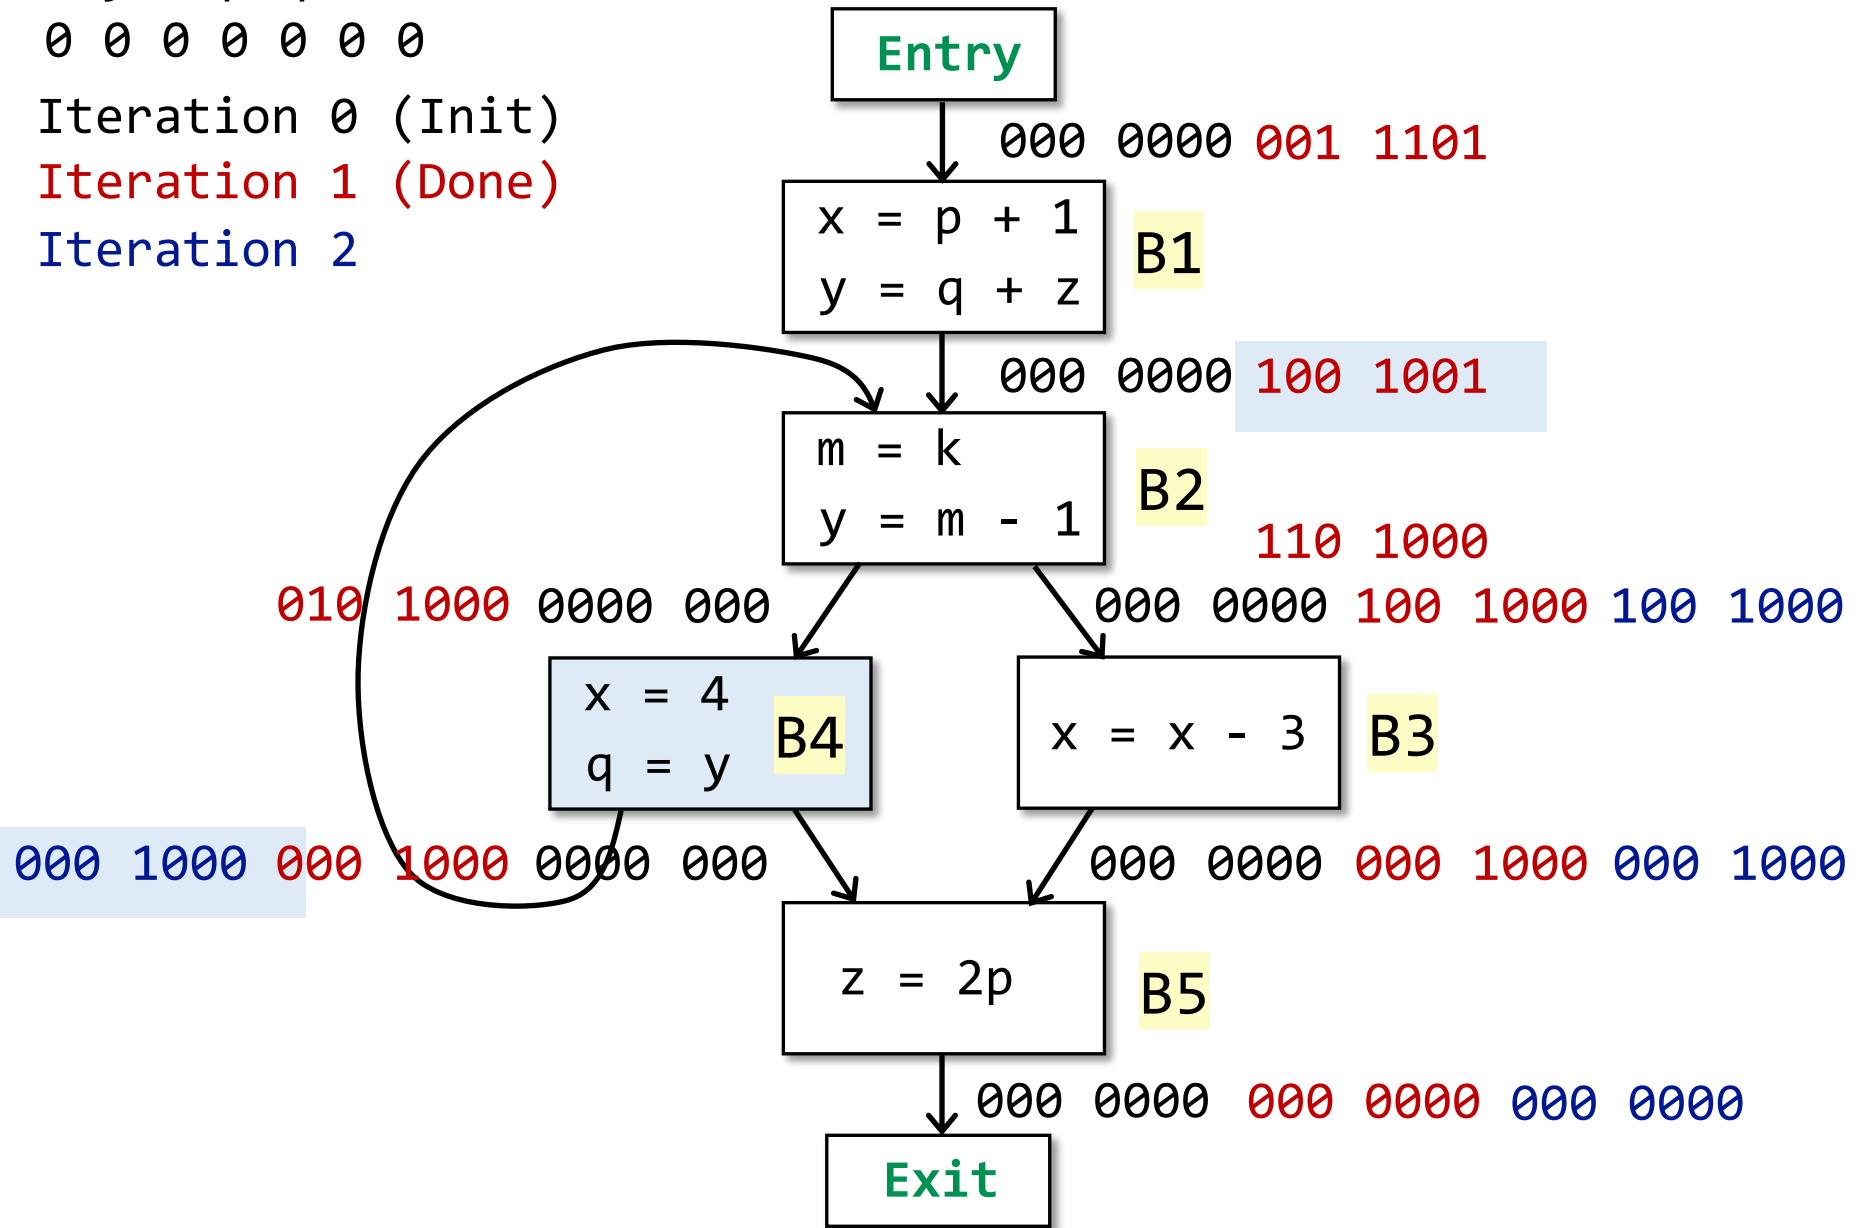 0 0 0 0 0 0 0
Iteration 0 (Init)
Iteration 1 (Done)
Iteration 2
Entry
000 0000 001 1101
x = p + 1
y = q + z
B1
000 0000 100 1001
m = k
y = m - 1
B2
110 1000
010 1000 0000 000
000 0000 100 1000 100 1000
x = 4
q = y
B4
x = x - 3
B3
000 1000 000 1000 0000 000
000 0000 000 1000 000 1000
z = 2p
B5
000 0000 000 0000 000 0000
Exit